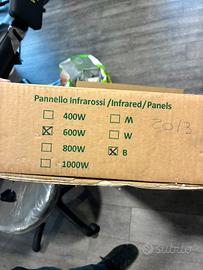 Pannello Infrarossi /Infrared/Panels
400W
M
600W
W
800W
B
1000W
2013
subito